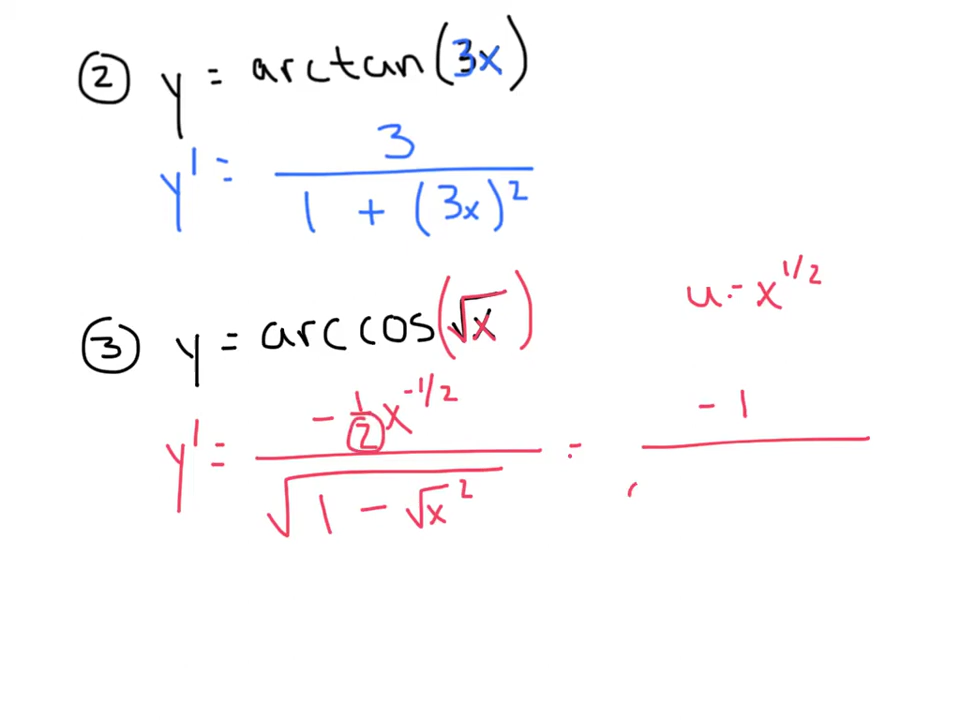 ② y = arctan(3x)
y' = 3 / (1 + (3x)²)
u = x^(1/2)
③ y = arccos(√x)
y' = -(1/2)x^(-1/2) / √(1 - √x²) = -1 /